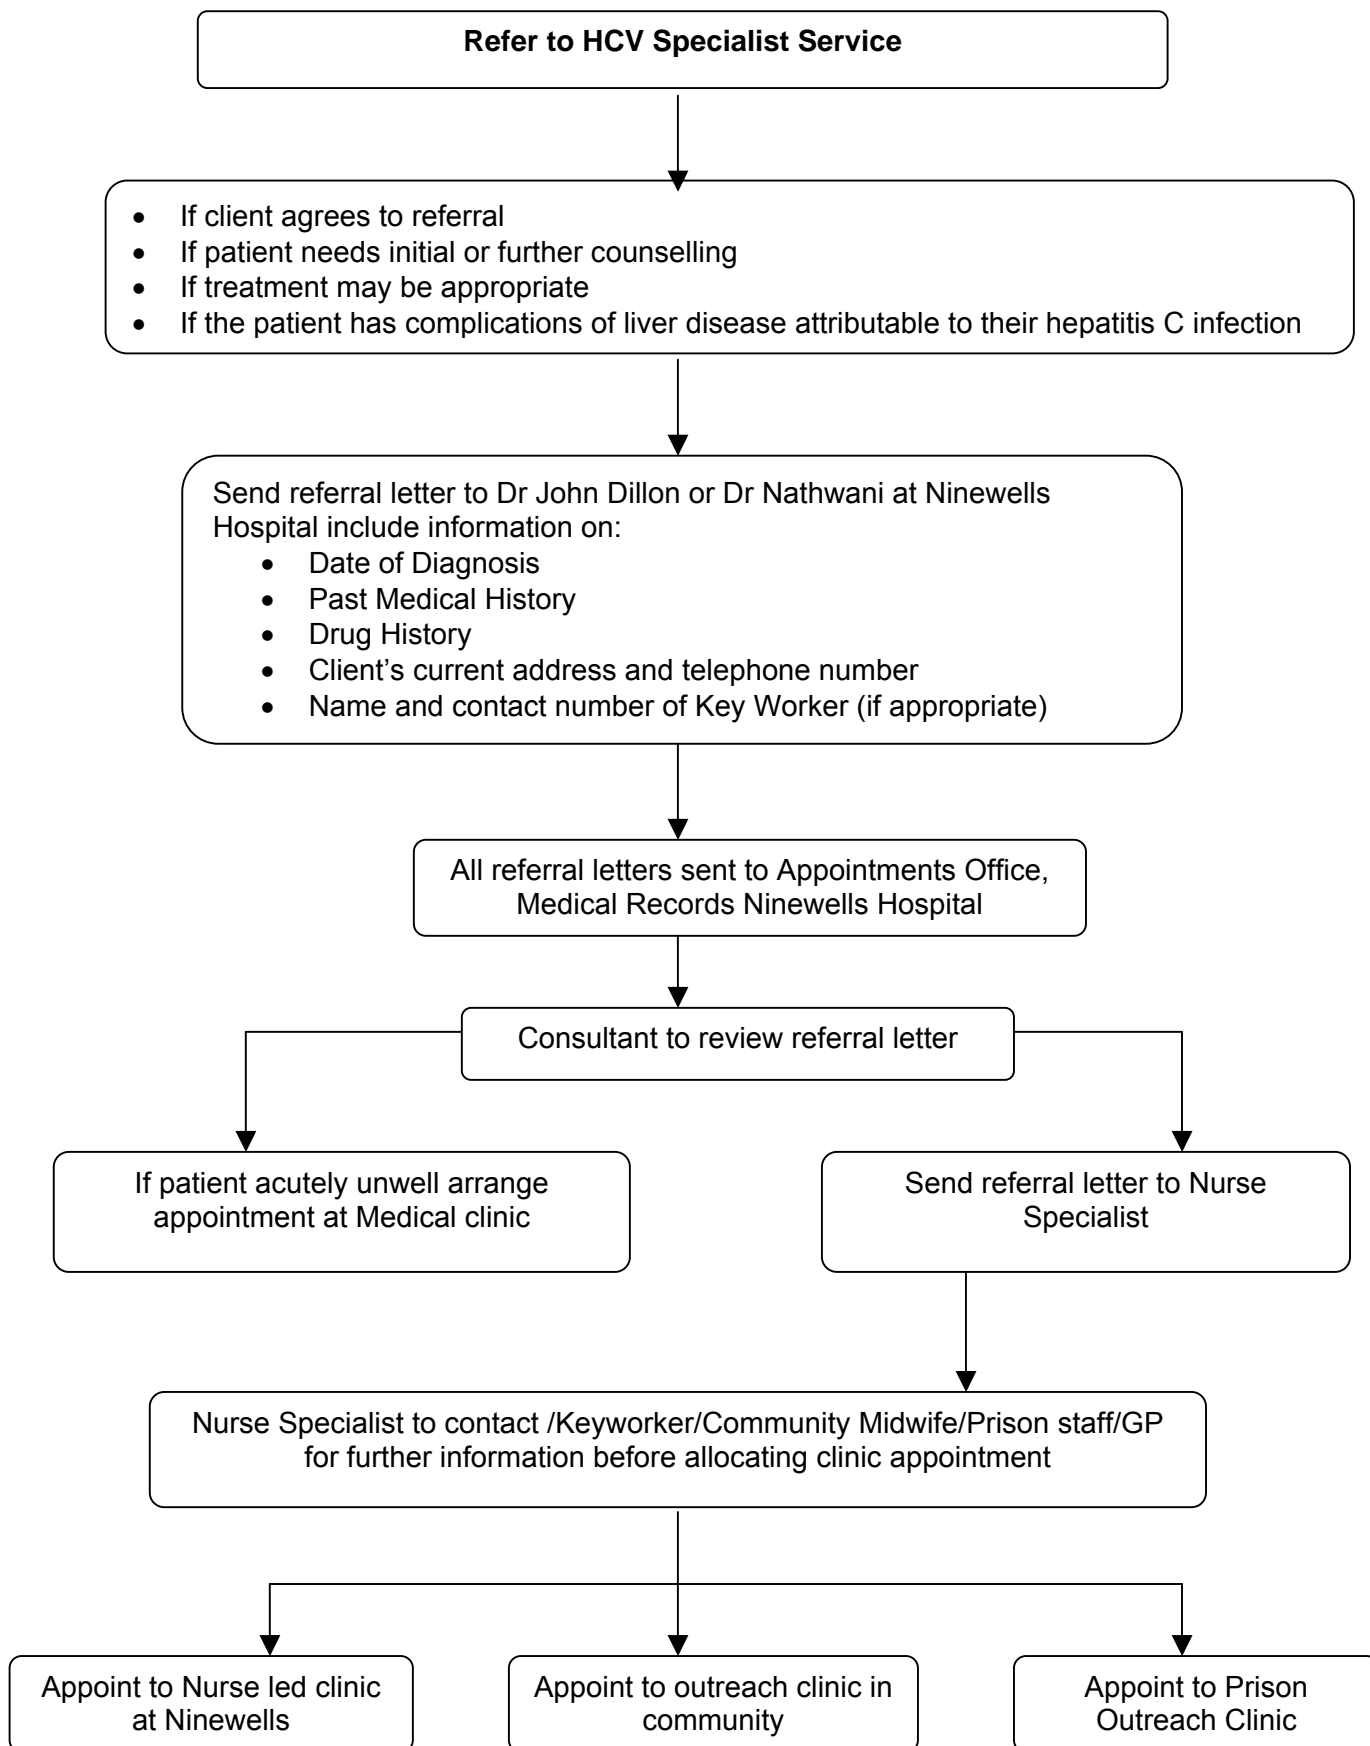 Refer to HCV Specialist Service
• If client agrees to referral
• If patient needs initial or further counselling
• If treatment may be appropriate
• If the patient has complications of liver disease attributable to their hepatitis C infection
Send referral letter to Dr John Dillon or Dr Nathwani at Ninewells
Hospital include information on:
• Date of Diagnosis
• Past Medical History
• Drug History
• Client’s current address and telephone number
• Name and contact number of Key Worker (if appropriate)
All referral letters sent to Appointments Office,
Medical Records Ninewells Hospital
Consultant to review referral letter
If patient acutely unwell arrange
appointment at Medical clinic
Send referral letter to Nurse
Specialist
Nurse Specialist to contact /Keyworker/Community Midwife/Prison staff/GP
for further information before allocating clinic appointment
Appoint to Nurse led clinic
at Ninewells
Appoint to outreach clinic in
community
Appoint to Prison
Outreach Clinic